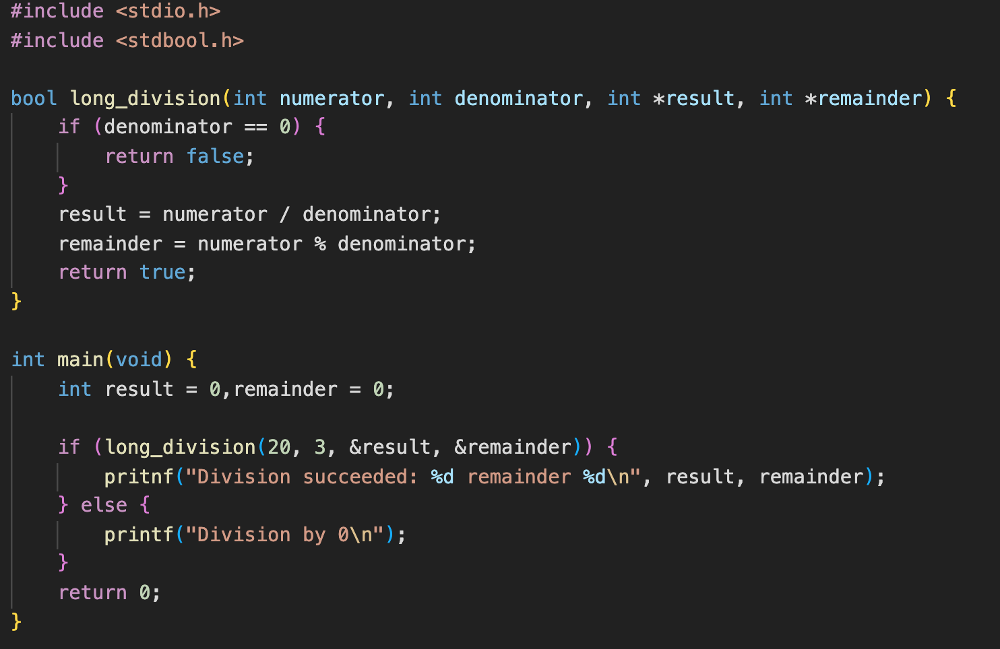 #include <stdio.h>
#include <stdbool.h>

bool long_division(int numerator, int denominator, int *result, int *remainder) {
    if (denominator == 0) {
        return false;
    }
    result = numerator / denominator;
    remainder = numerator % denominator;
    return true;
}

int main(void) {
    int result = 0,remainder = 0;

    if (long_division(20, 3, &result, &remainder)) {
        pritnf("Division succeeded: %d remainder %d\n", result, remainder);
    } else {
        printf("Division by 0\n");
    }
    return 0;
}